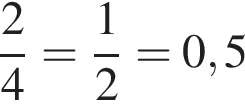 2/4 = 1/2 = 0,5